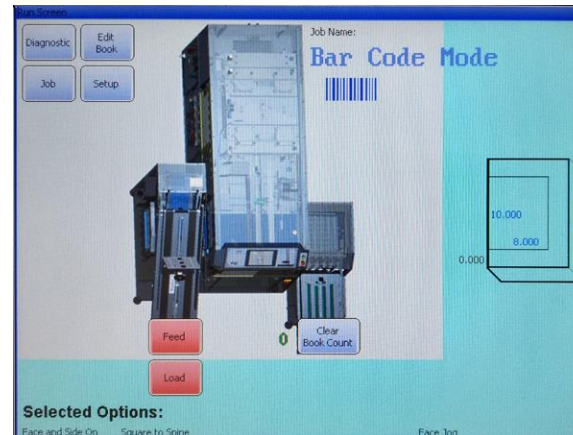 Run Screen
Diagnostic
Edit
Book
Job
Setup
Job Name:
Bar Code Mode
10.000
8.000
0.000
Feed
0
Clear
Book Count
Load
Selected Options:
Face and Side On
Square to Spine
Face Jog